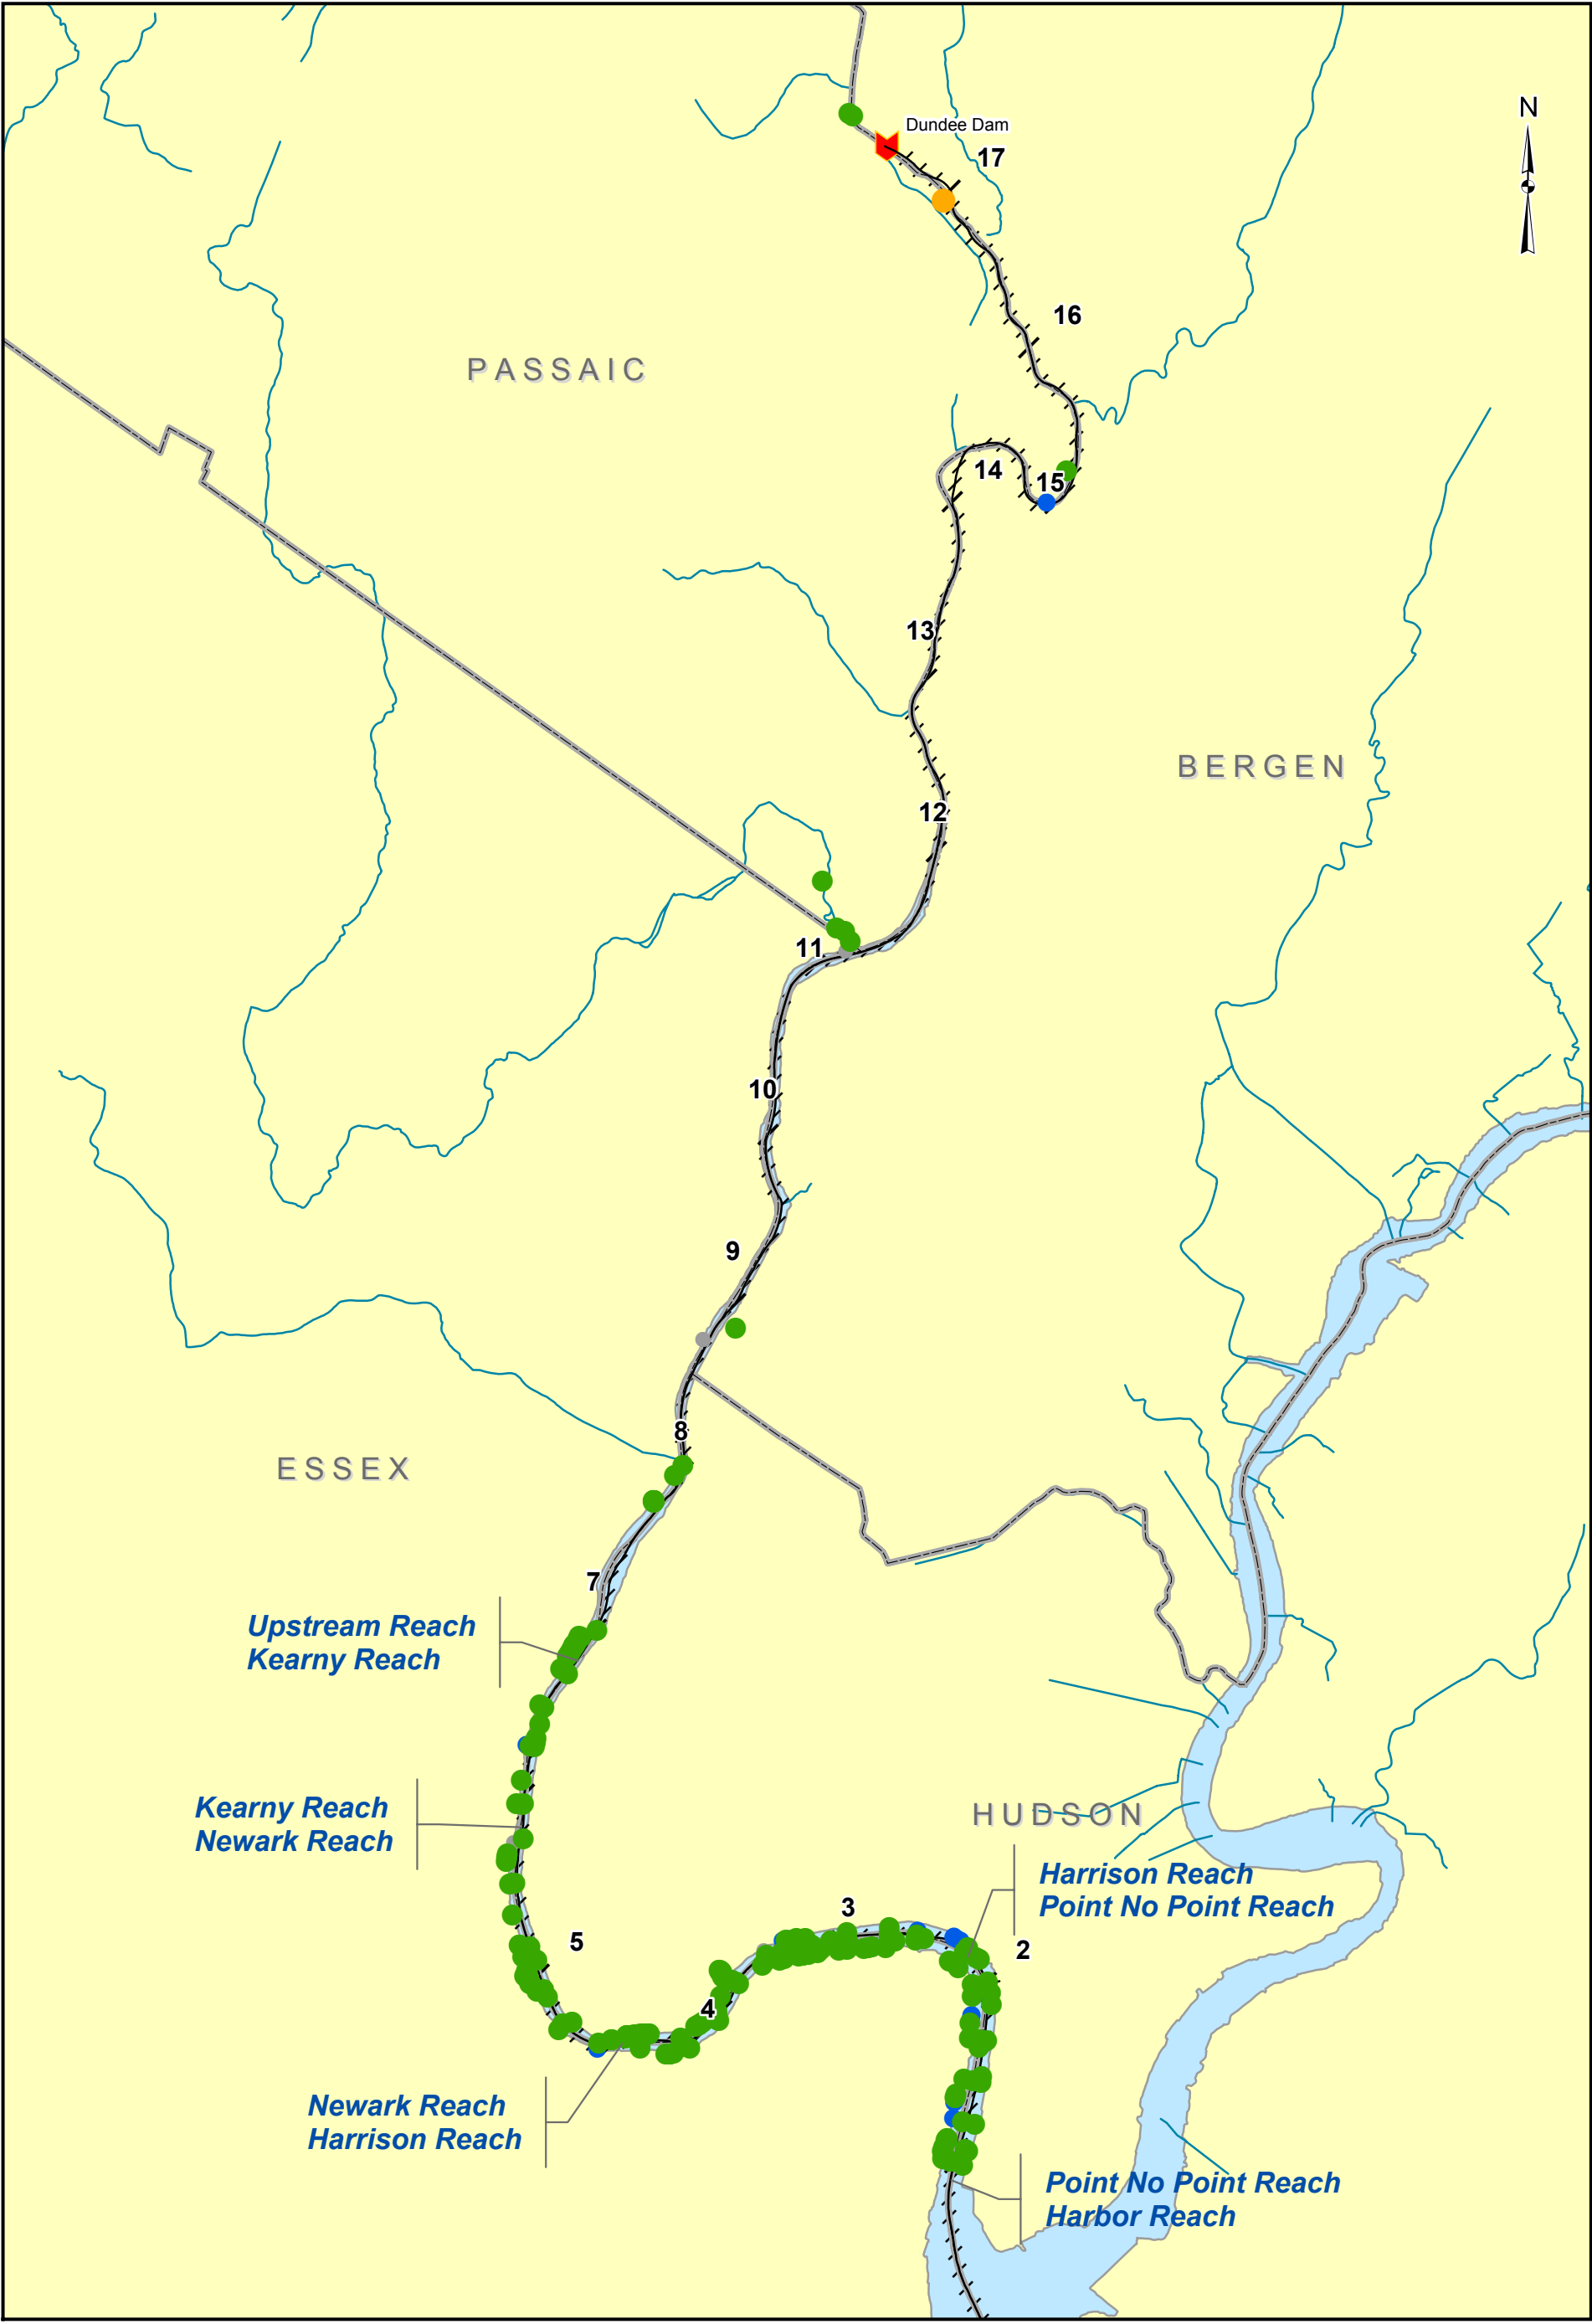 N
Dundee Dam
17
16
PASSAIC
14
15
13
BERGEN
12
11
10
9
8
ESSEX
7
Upstream Reach
Kearny Reach
Kearny Reach
Newark Reach
HUDSON
Harrison Reach
Point No Point Reach
3
5
2
4
Newark Reach
Harrison Reach
Point No Point Reach
Harbor Reach